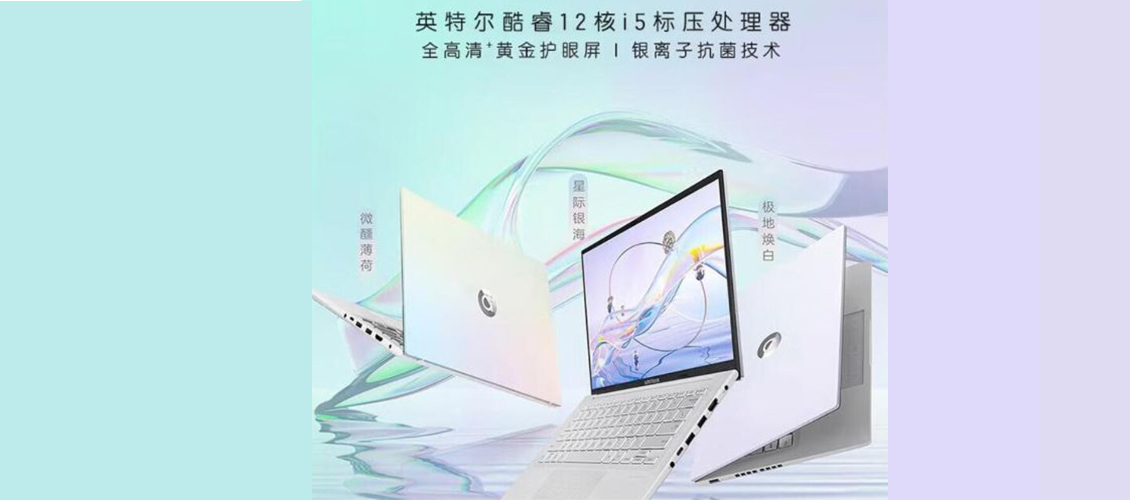 英特尔酷睿12核i5标压处理器
全高清⁺黄金护眼屏 | 银离子抗菌技术
微醺薄荷
星际银海
极地焕白